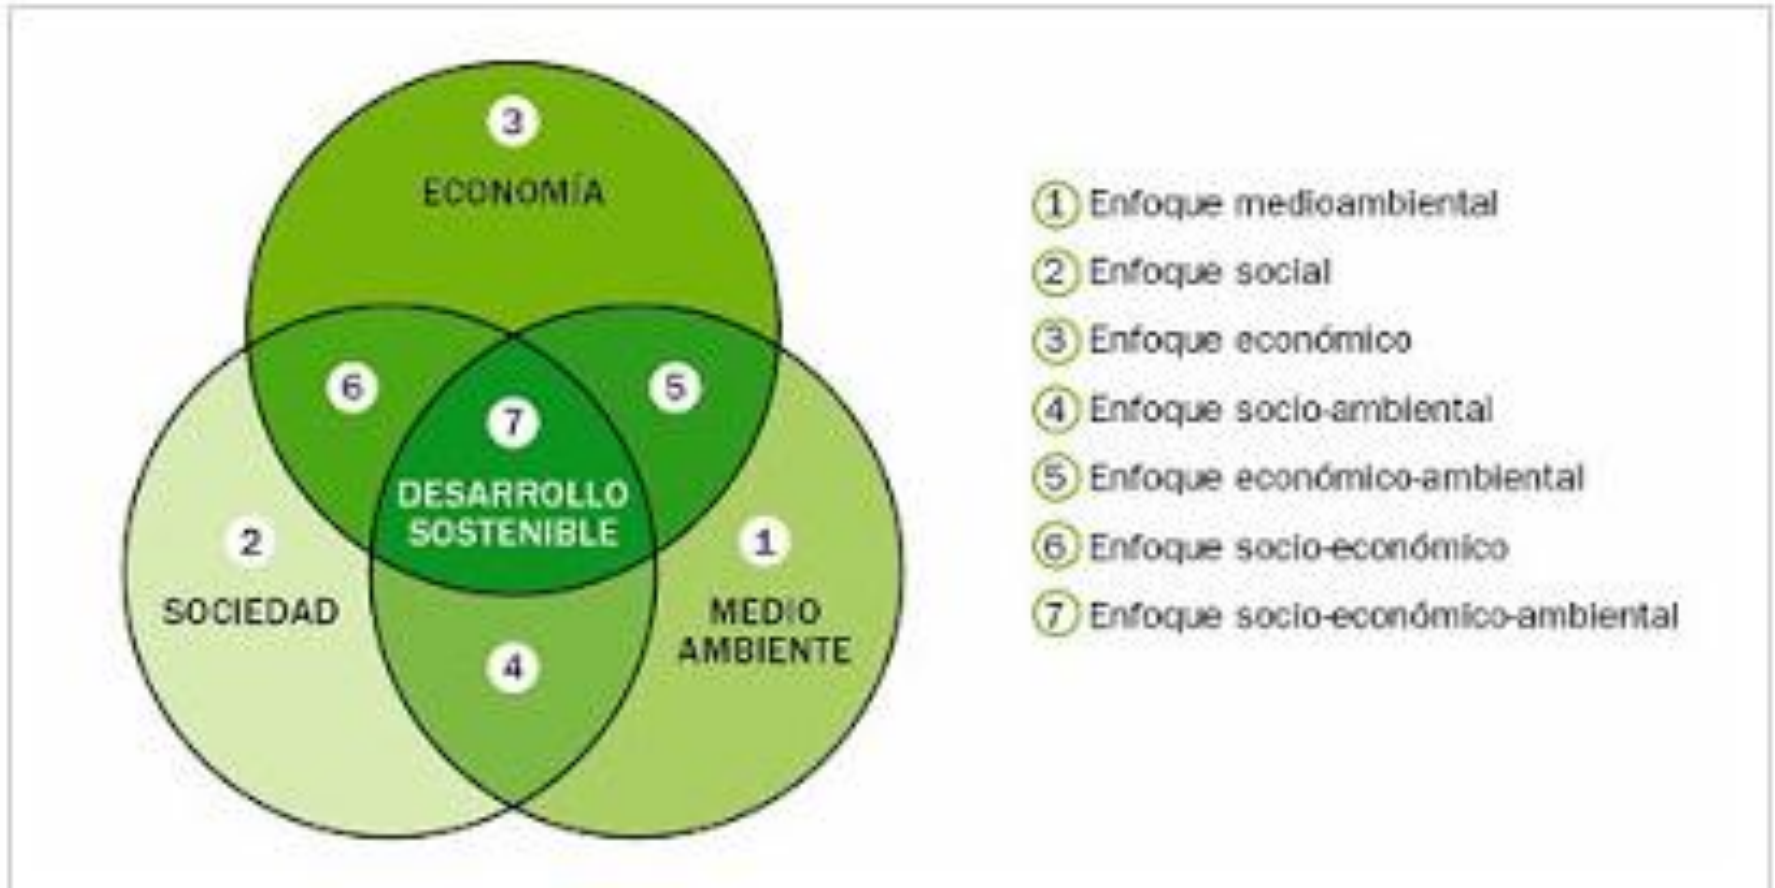 3
ECONOMÍA
6
5
7
DESARROLLO
SOSTENIBLE
2
1
SOCIEDAD
MEDIO
AMBIENTE
4
1 Enfoque medioambiental
2 Enfoque social
3 Enfoque económico
4 Enfoque socio-ambiental
5 Enfoque económico-ambiental
6 Enfoque socio-económico
7 Enfoque socio-económico-ambiental